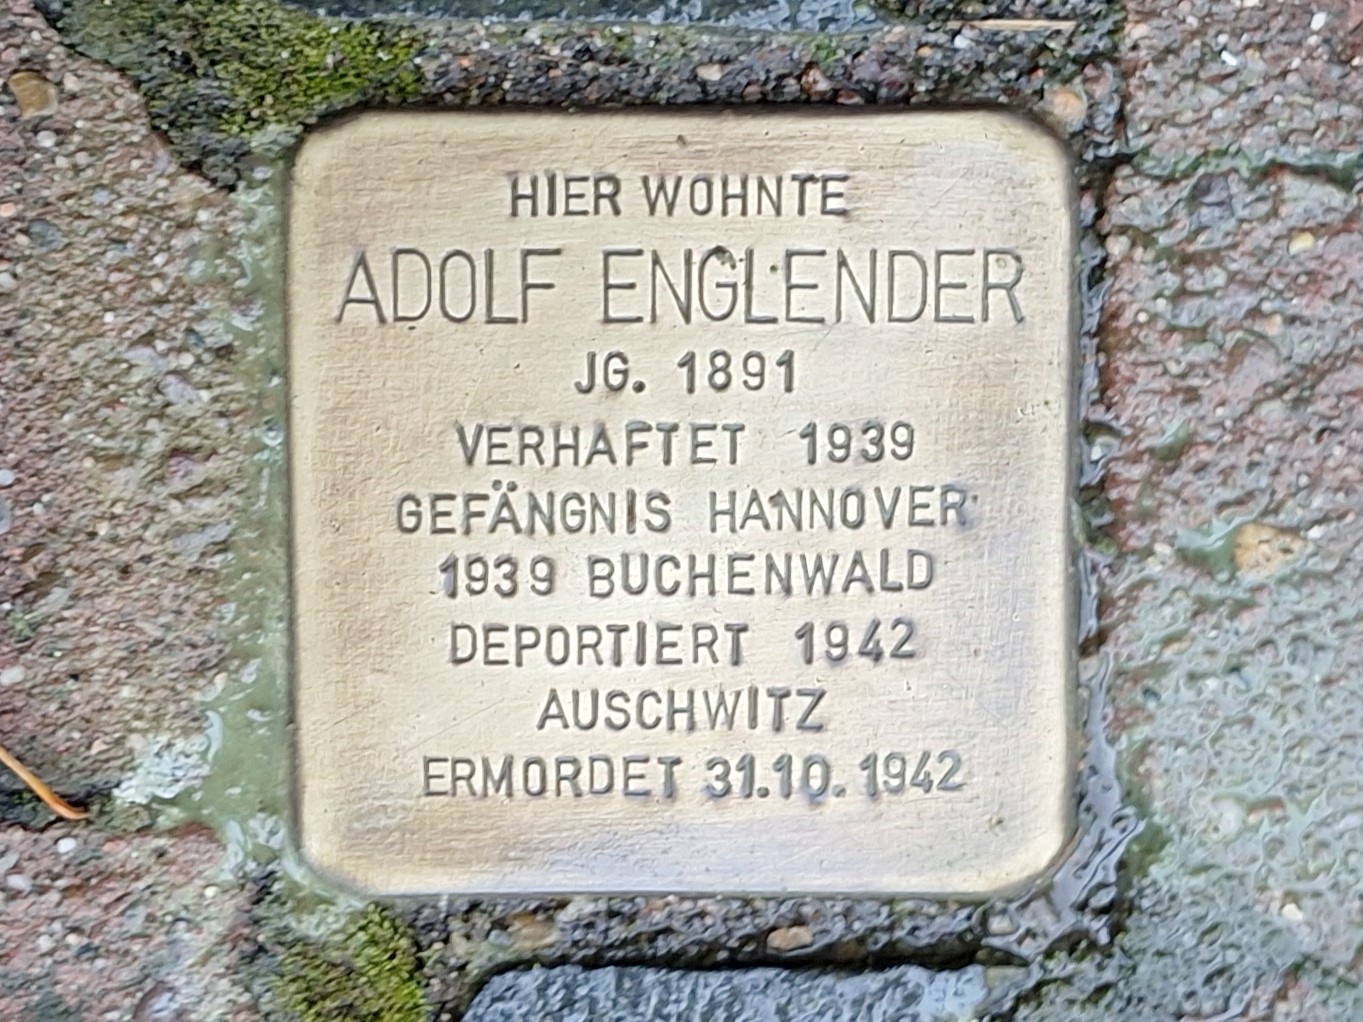 HIER WOHNTE
ADOLF ENGLENDER
JG. 1891
VERHAFTET 1939
GEFÄNGNIS HANNOVER
1939 BUCHENWALD
DEPORTIERT 1942
AUSCHWITZ
ERMORDET 31.10.1942